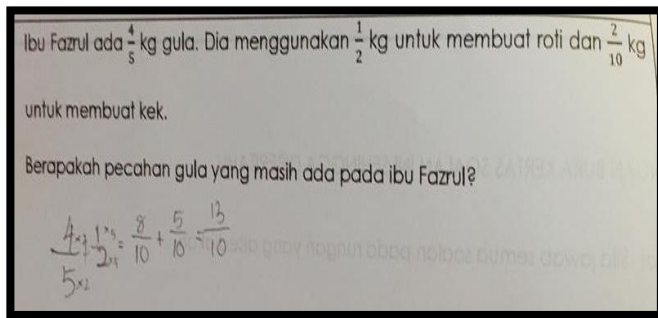 Ibu Fazrul ada 4/5 kg gula. Dia menggunakan 1/2 kg untuk membuat roti dan 2/10 kg
untuk membuat kek.
Berapakah pecahan gula yang masih ada pada ibu Fazrul?
4×2/5×2 + 1×5/2×5 = 8/10 + 5/10 = 13/10